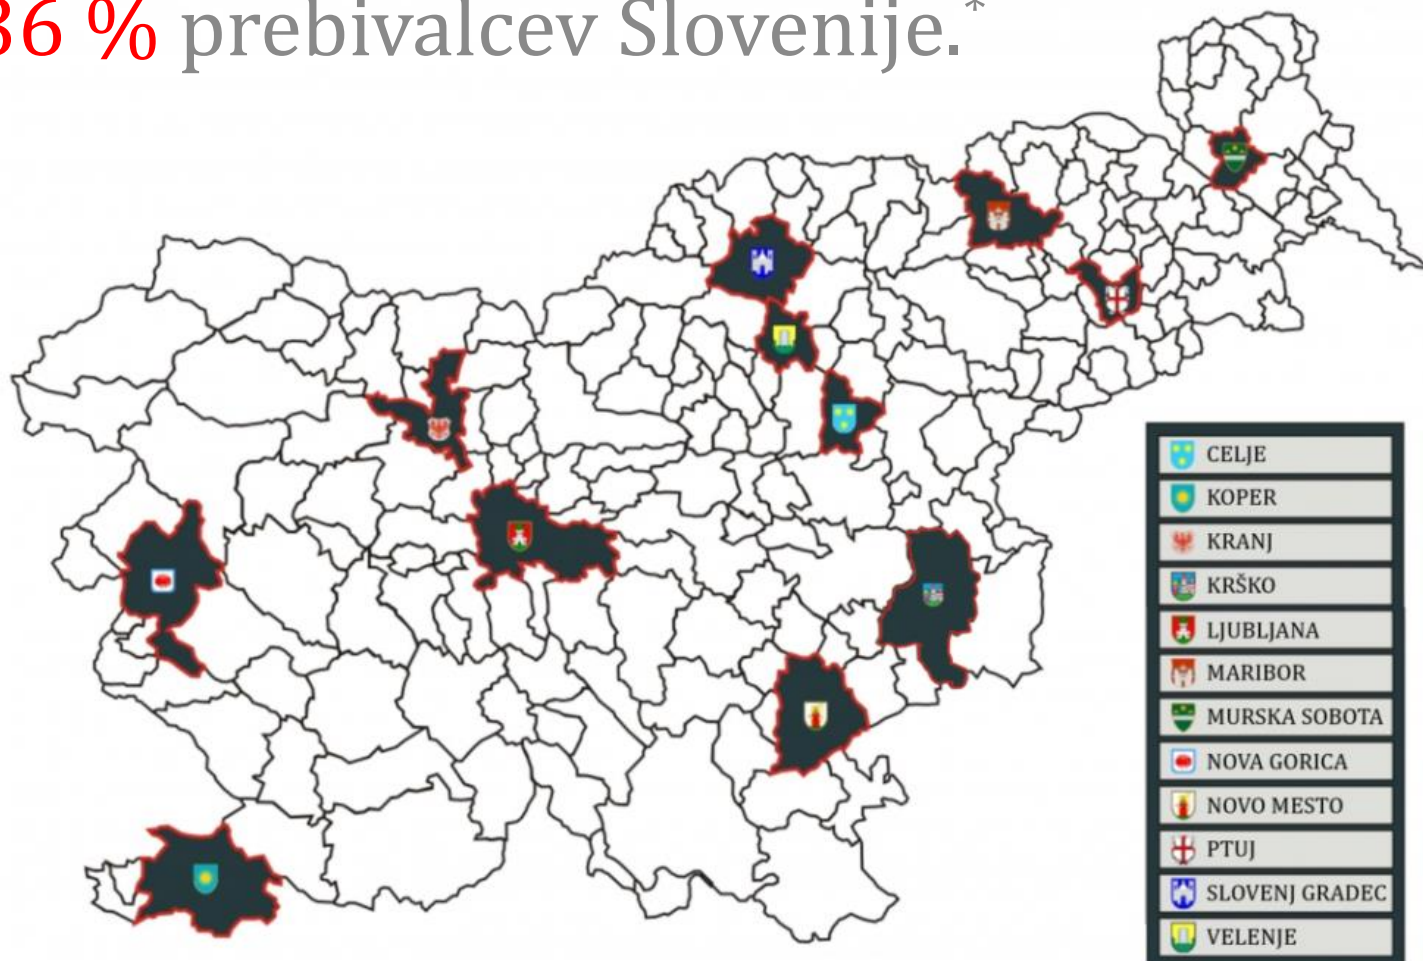 36 % prebivalcev Slovenije.*
CELJE
KOPER
KRANJ
KRŠKO
LJUBLJANA
MARIBOR
MURSKA SOBOTA
NOVA GORICA
NOVO MESTO
PTUJ
SLOVENJ GRADEC
VELENJE